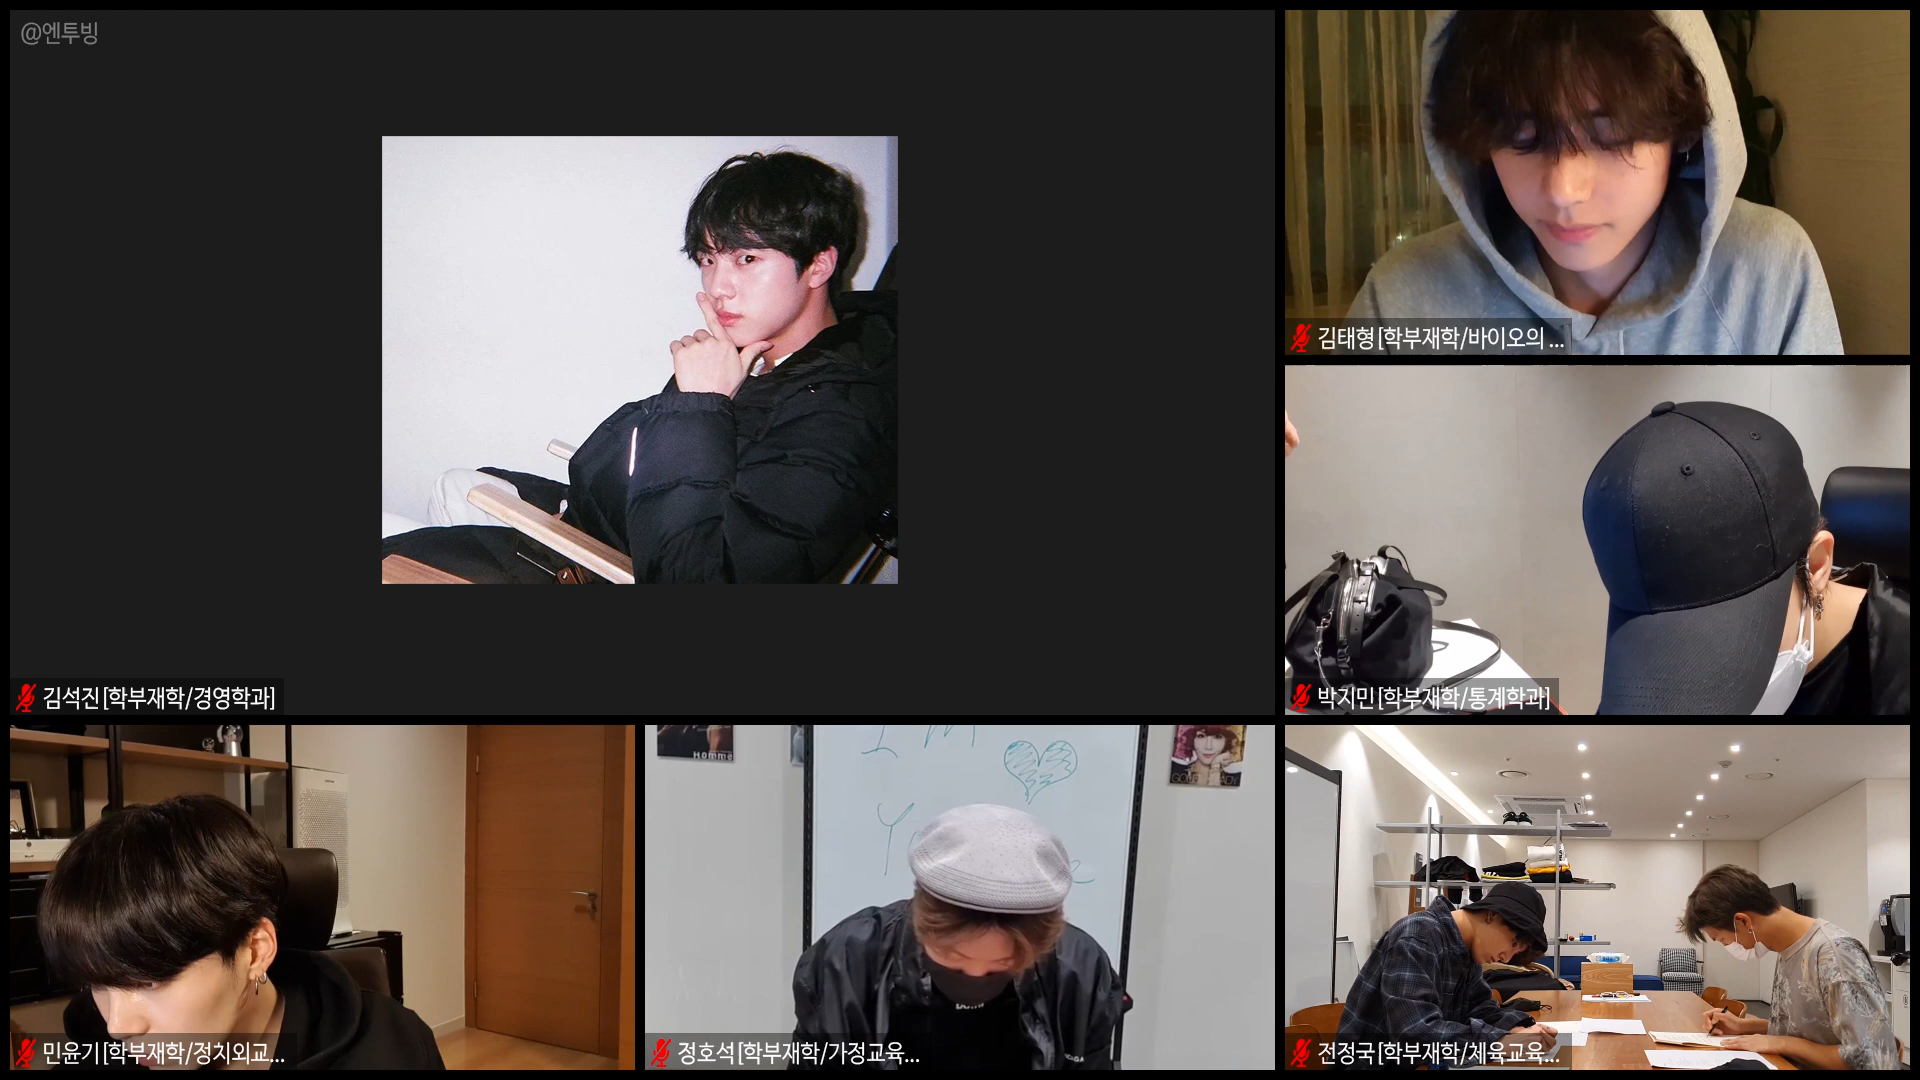 @엔투빙
김태형[학부재학/바이오의 ...
김석진[학부재학/경영학과]
박지민[학부재학/통계학과]
HOMME
I'M
민윤기[학부재학/정치외교...
정호석[학부재학/가정교육...
전정국[학부재학/체육교육...